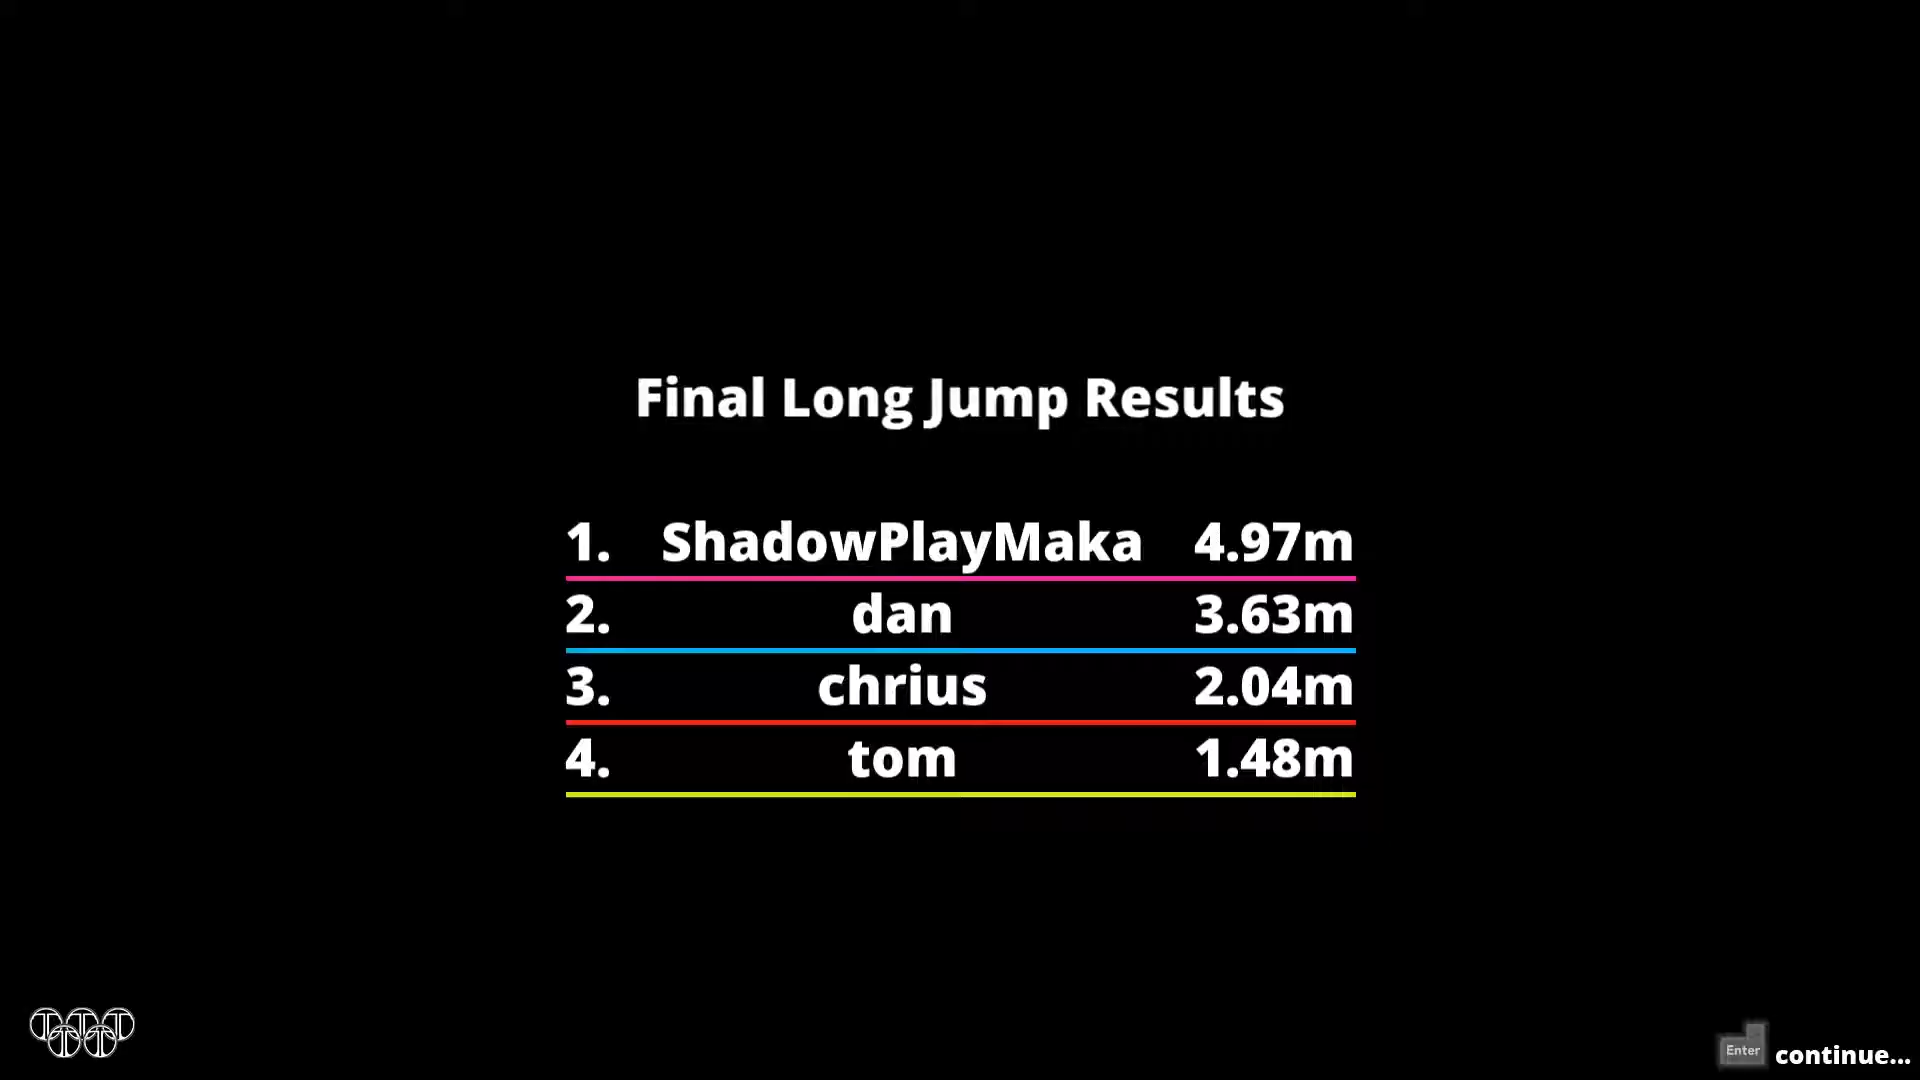 Final Long Jump Results
1. ShadowPlayMaka 4.97m
2. dan 3.63m
3. chrius 2.04m
4. tom 1.48m
Enter continue...